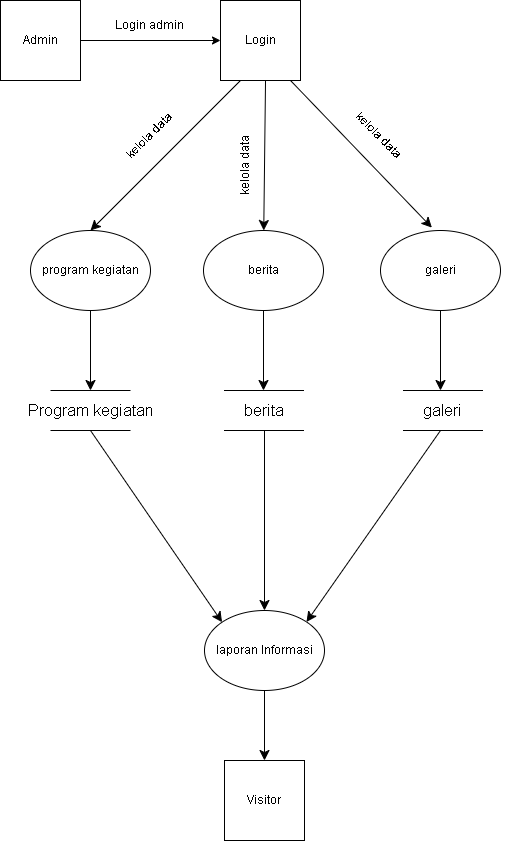 Admin
Login admin
Login
kelola data
kelola data
kelola data
program kegiatan
berita
galeri
Program kegiatan
berita
galeri
laporan Informasi
Visitor